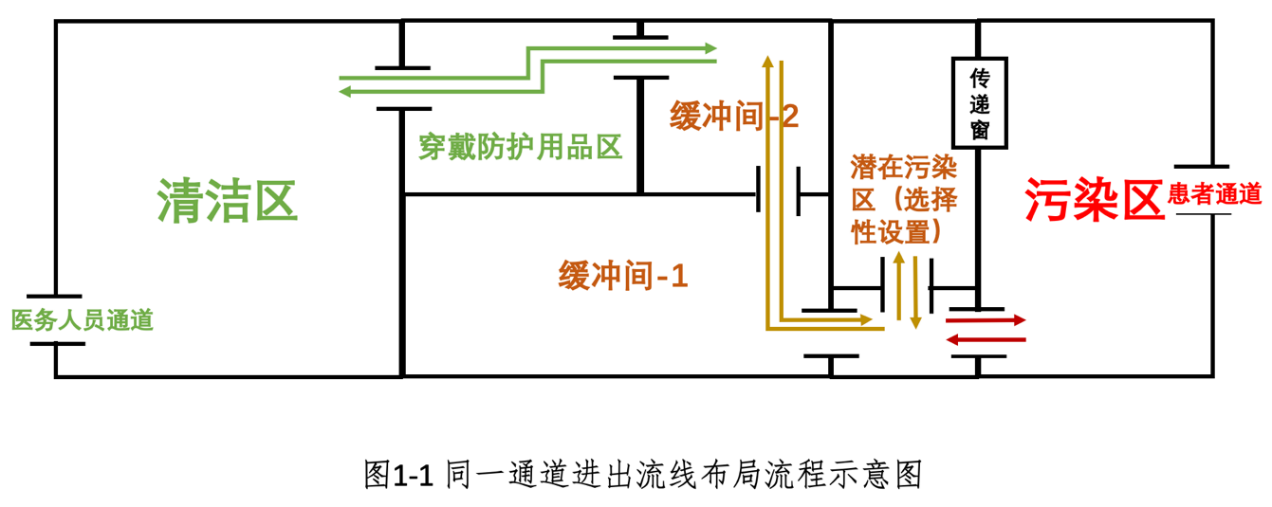 清洁区
医务人员通道
穿戴防护用品区
缓冲间-2
缓冲间-1
潜在污染
区（选择
性设置）
传
递
窗
污染区
患者通道
图1-1 同一通道进出流线布局流程示意图